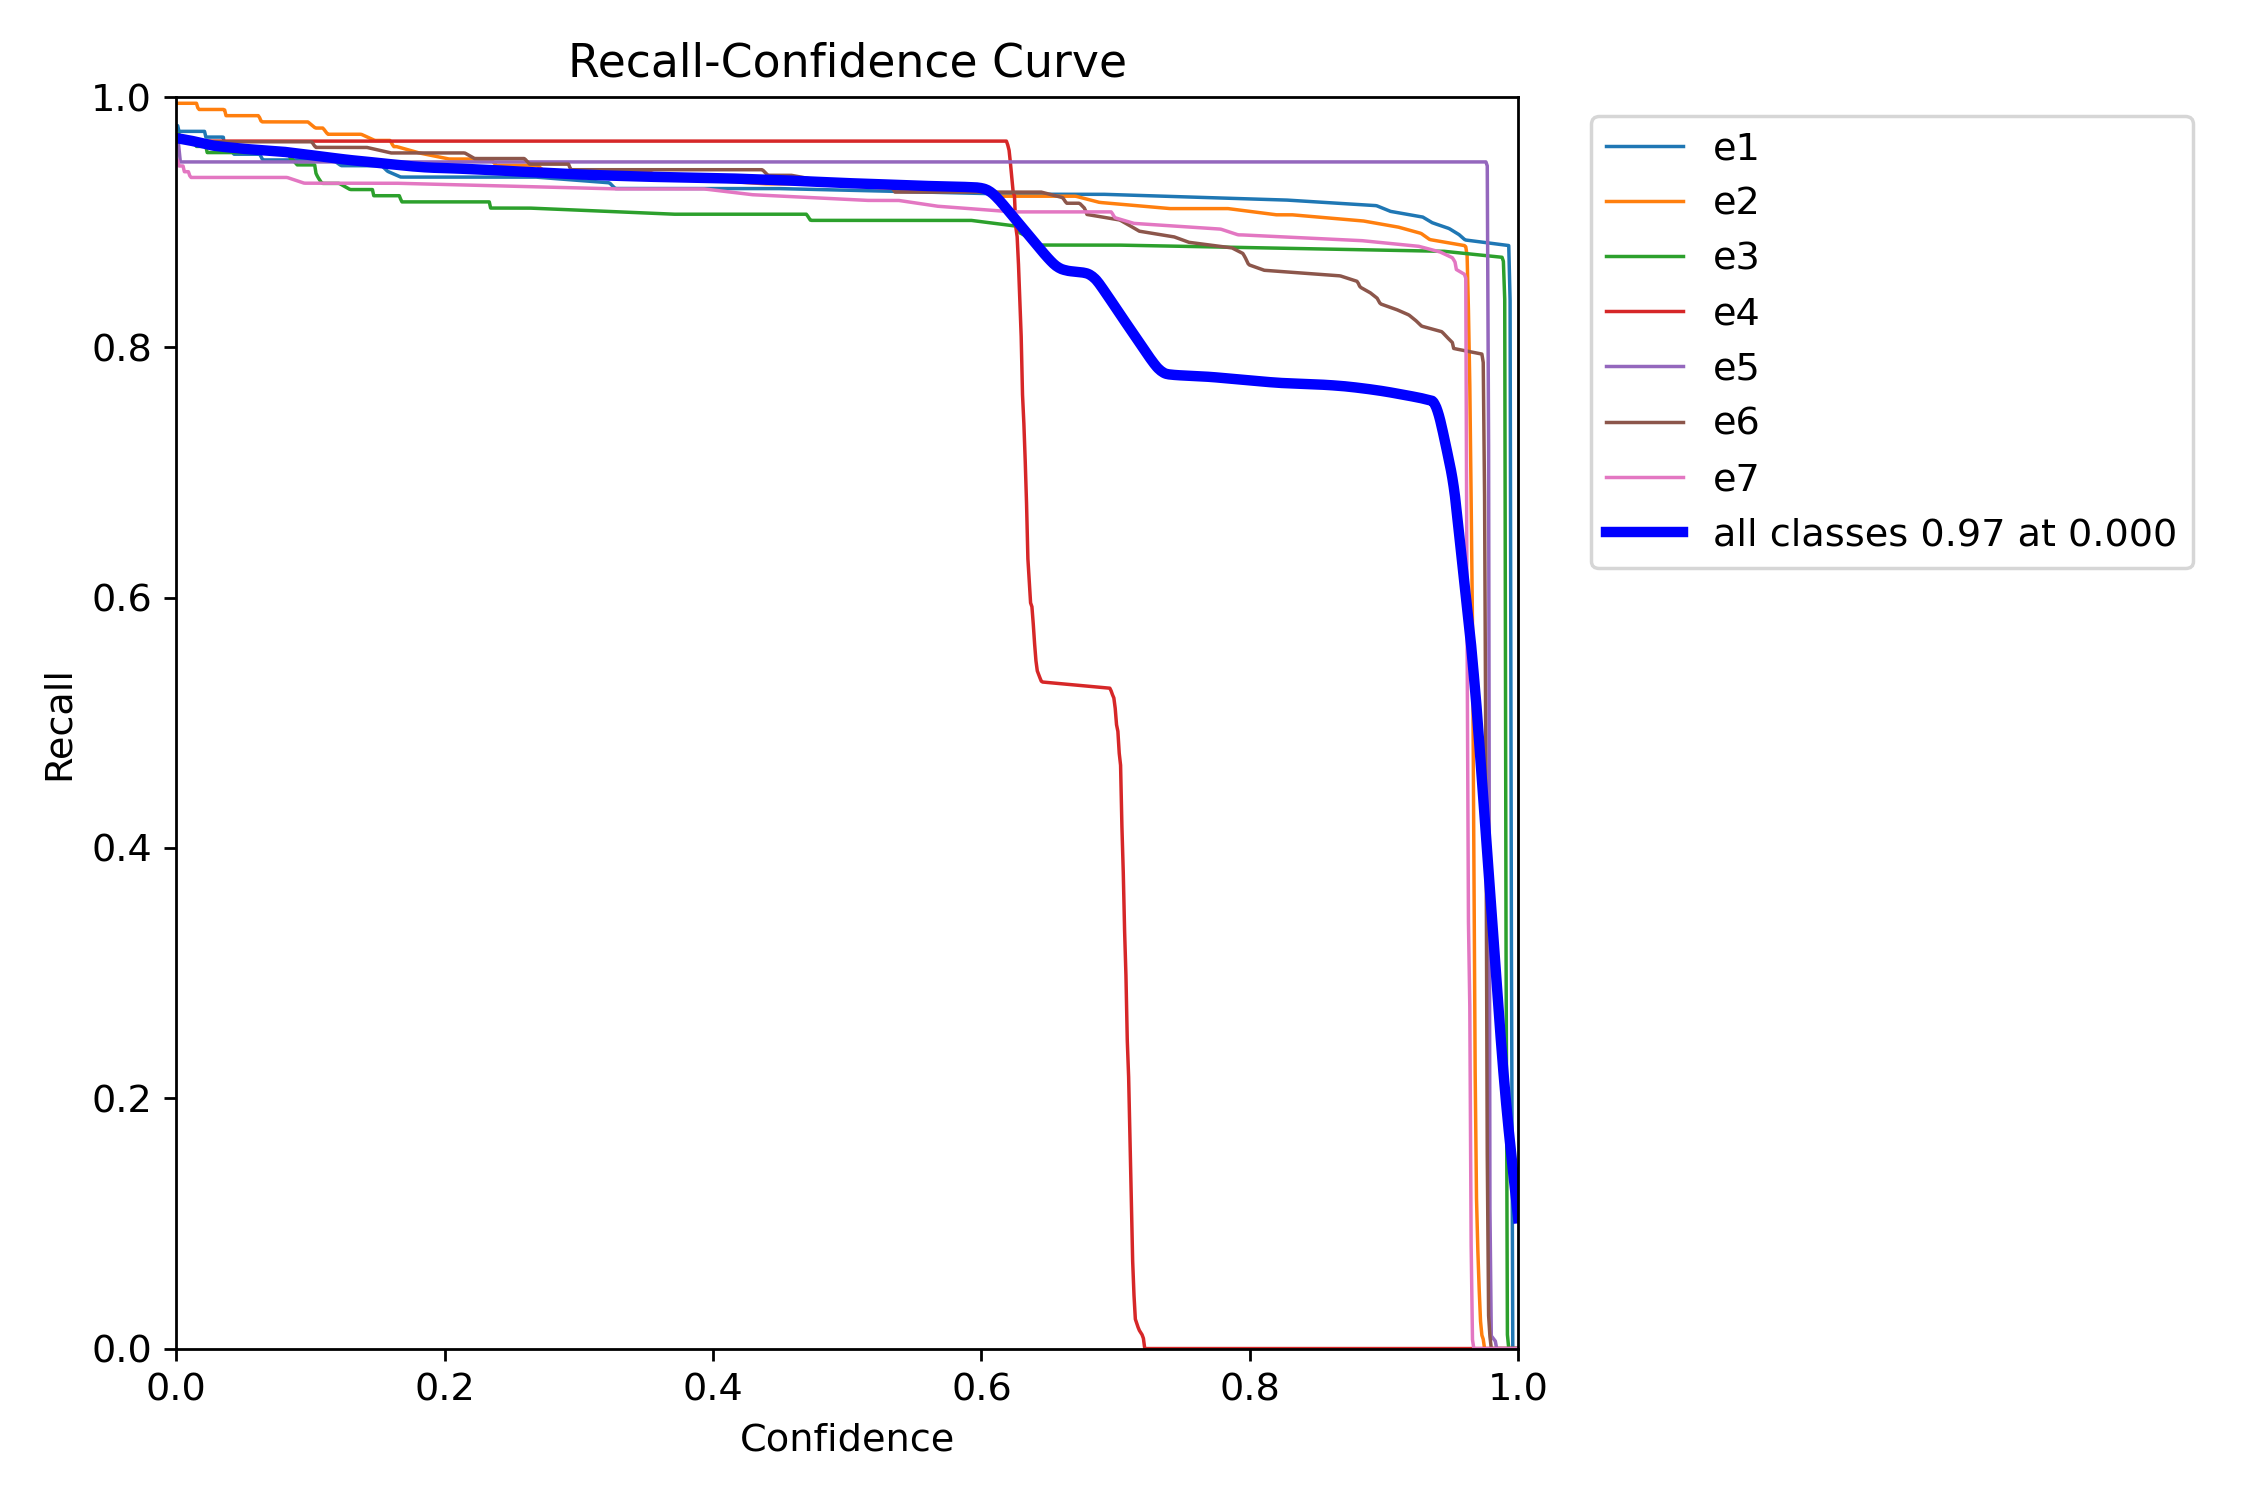 Recall-Confidence Curve
1.0
0.8
0.6
0.4
0.2
0.0
Recall
0.0 0.2 0.4 0.6 0.8 1.0
Confidence
e1
e2
e3
e4
e5
e6
e7
all classes 0.97 at 0.000